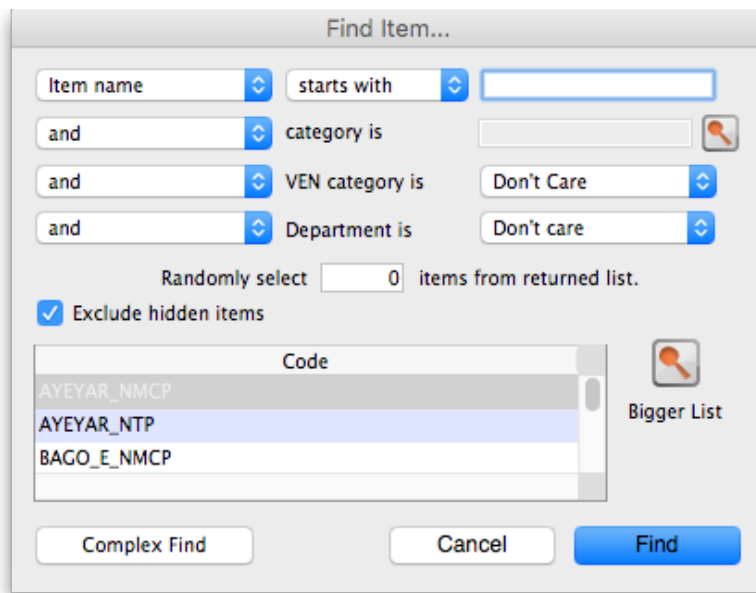 Find Item...
Item name starts with
and category is
and VEN category is Don't Care
and Department is Don't care
Randomly select 0 items from returned list.
Exclude hidden items
Code
AYEYAR_NMCP
AYEYAR_NTP
BAGO_E_NMCP
Bigger List
Complex Find Cancel Find